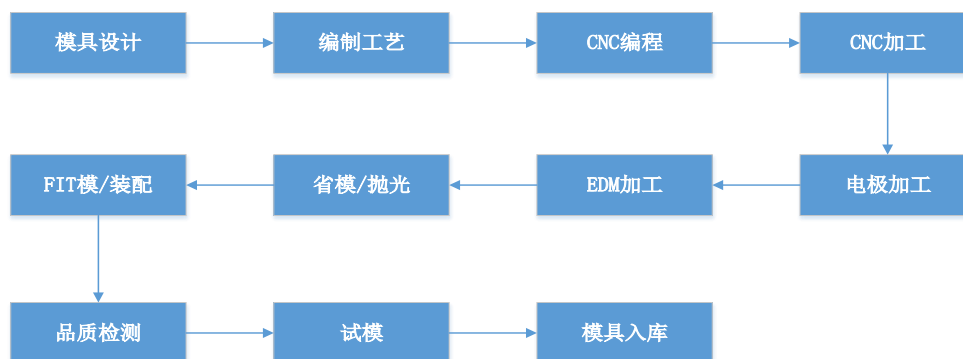 模具设计
编制工艺
CNC编程
CNC加工
电极加工
EDM加工
省模/抛光
FIT模/装配
品质检测
试模
模具入库